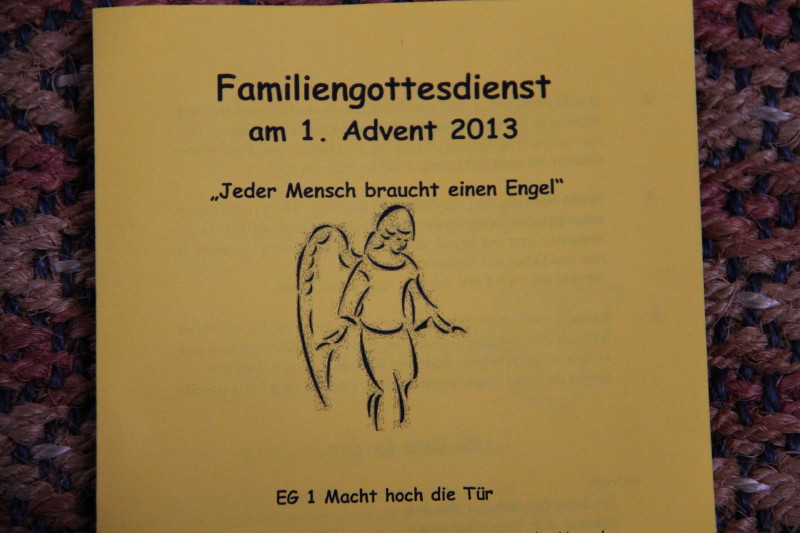 Familiengottesdienst
am 1. Advent 2013
„Jeder Mensch braucht einen Engel“
EG 1 Macht hoch die Tür